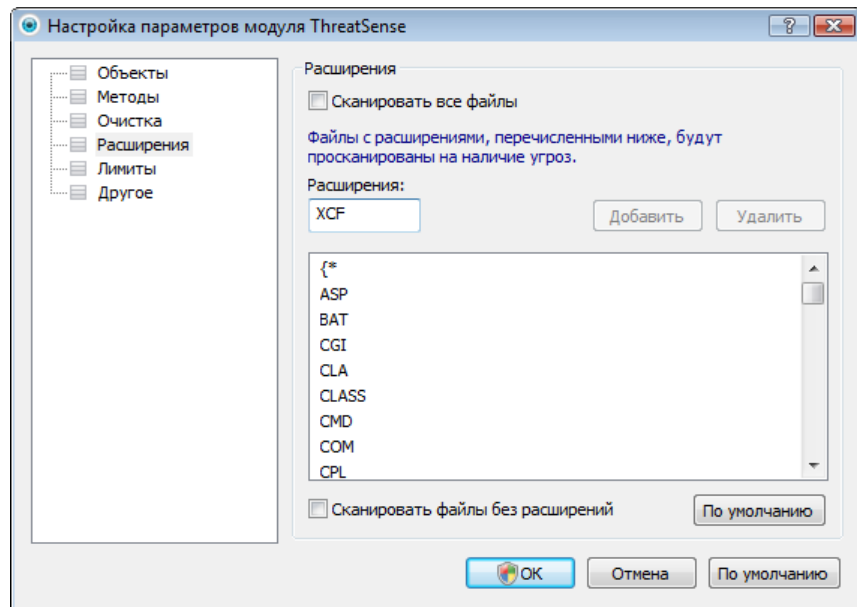 Настройка параметров модуля ThreatSense
Объекты
Методы
Очистка
Расширения
Лимиты
Другое
Расширения
Сканировать все файлы
Файлы с расширениями, перечисленными ниже, будут
просканированы на наличие угроз.
Расширения:
XCF
Добавить
Удалить
{*
ASP
BAT
CGI
CLA
CLASS
CMD
COM
CPL
Сканировать файлы без расширений
По умолчанию
OK
Отмена
По умолчанию